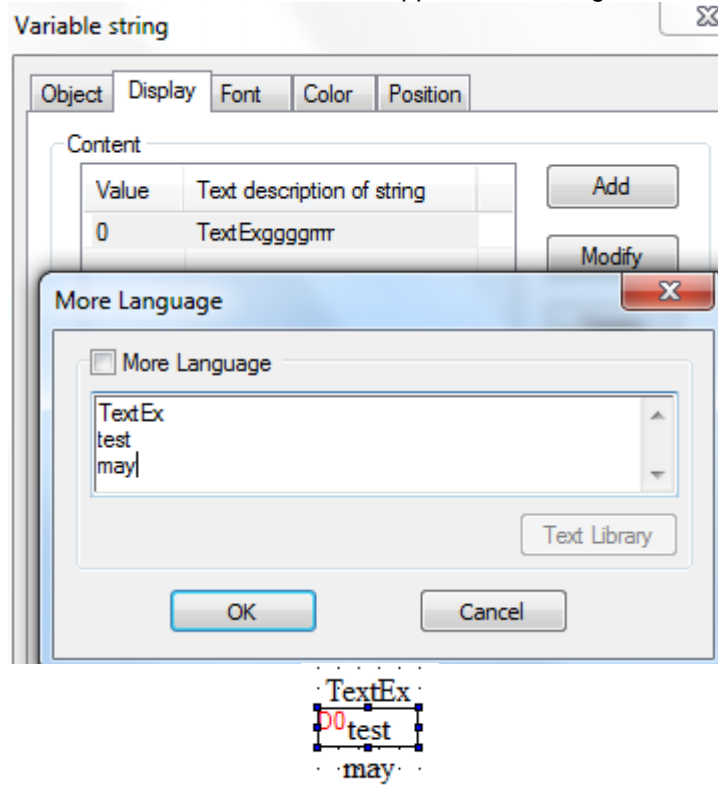 Variable string
Object Display Font Color Position
Content
Value Text description of string Add
0 TextExggggrrrr
Modify
More Language
More Language
TextEx
test
may
Text Library
OK Cancel
TextEx
D0 test
may